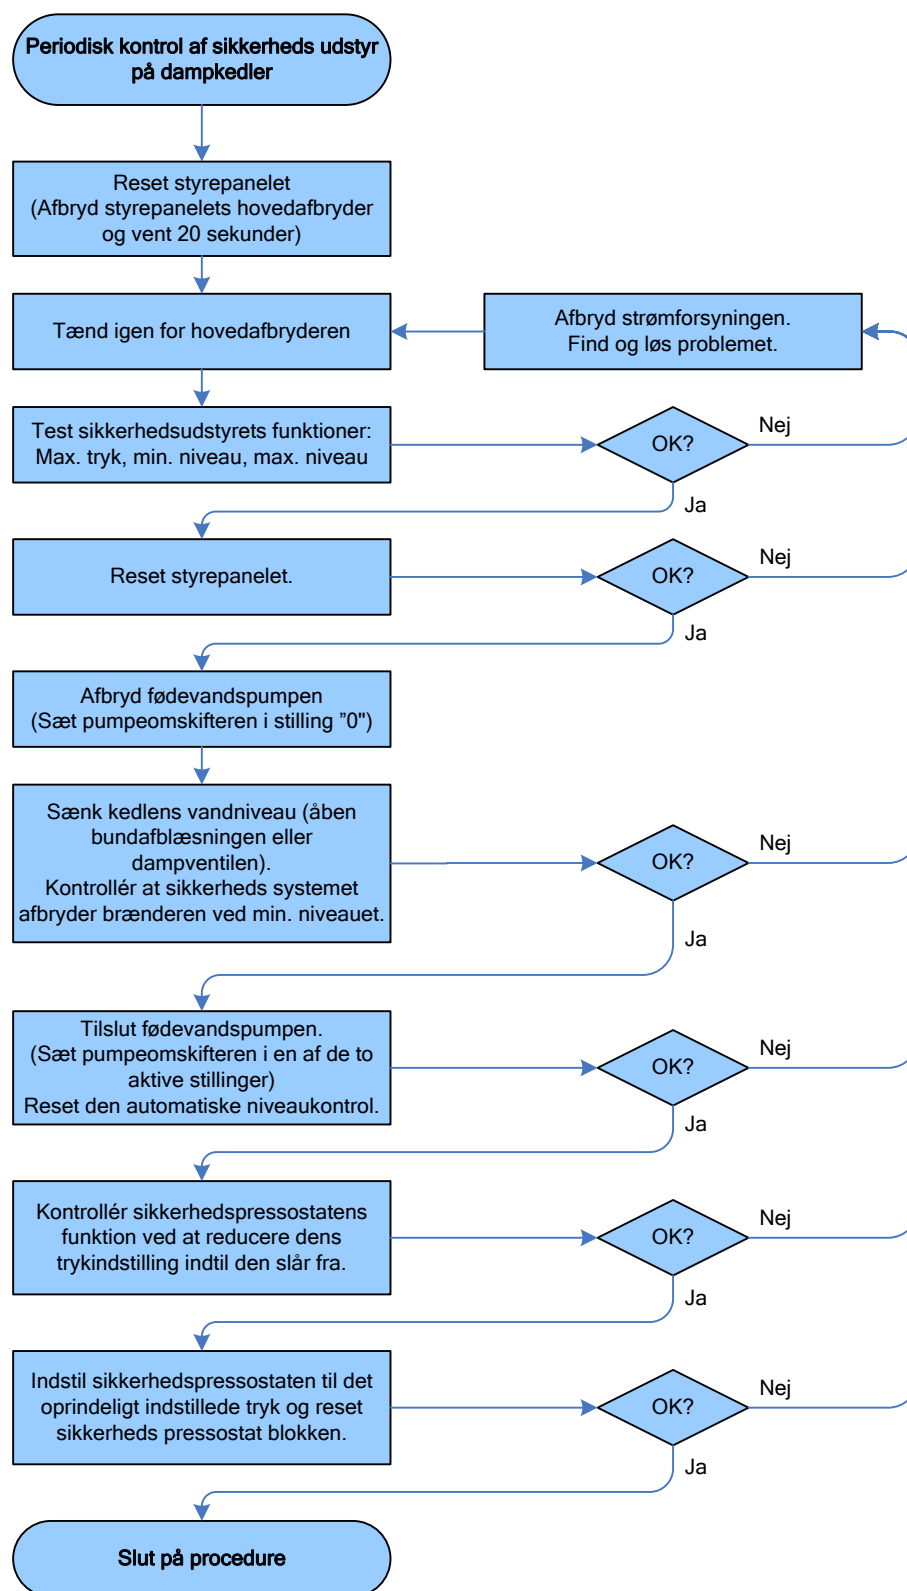 Periodisk kontrol af sikkerheds udstyr
på dampkedler
Reset styrepanelet
(Afbryd styrepanelets hovedafbryder
og vent 20 sekunder)
Tænd igen for hovedafbryderen
Afbryd strømforsyningen.
Find og løs problemet.
Test sikkerhedsudstyrets funktioner:
Max. tryk, min. niveau, max. niveau
OK?
Nej
Ja
Reset styrepanelet.
OK?
Nej
Ja
Afbryd fødevandspumpen
(Sæt pumpeomskifteren i stilling ”0")
Sænk kedlens vandniveau (åben
bundafblæsningen eller
dampventilen).
Kontrollér at sikkerheds systemet
afbryder brænderen ved min. niveauet.
OK?
Nej
Ja
Tilslut fødevandspumpen.
(Sæt pumpeomskifteren i en af de to
aktive stillinger)
Reset den automatiske niveaukontrol.
OK?
Nej
Ja
Kontrollér sikkerhedspressostatens
funktion ved at reducere dens
trykindstilling indtil den slår fra.
OK?
Nej
Ja
Indstil sikkerhedspressostaten til det
oprindeligt indstillede tryk og reset
sikkerheds pressostat blokken.
OK?
Nej
Ja
Slut på procedure